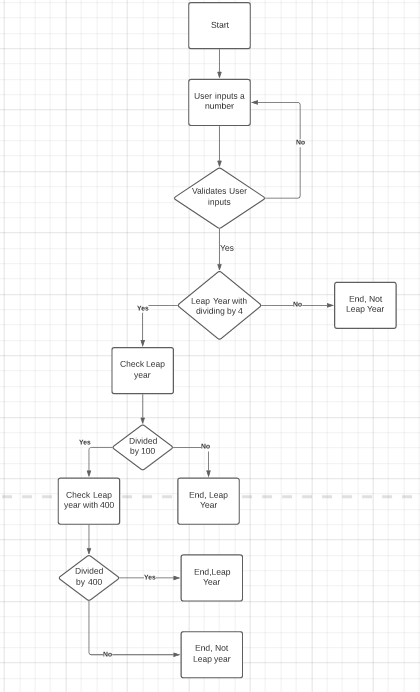 Start
User inputs a
number
No
Validates User
inputs
Yes
Leap Year with
dividing by 4
Yes
No
End, Not
Leap Year
Check Leap
year
Divided
by 100
Yes
No
Check Leap
year with 400
End, Leap
Year
Divided
by 400
Yes
End,Leap
Year
No
End, Not
Leap year